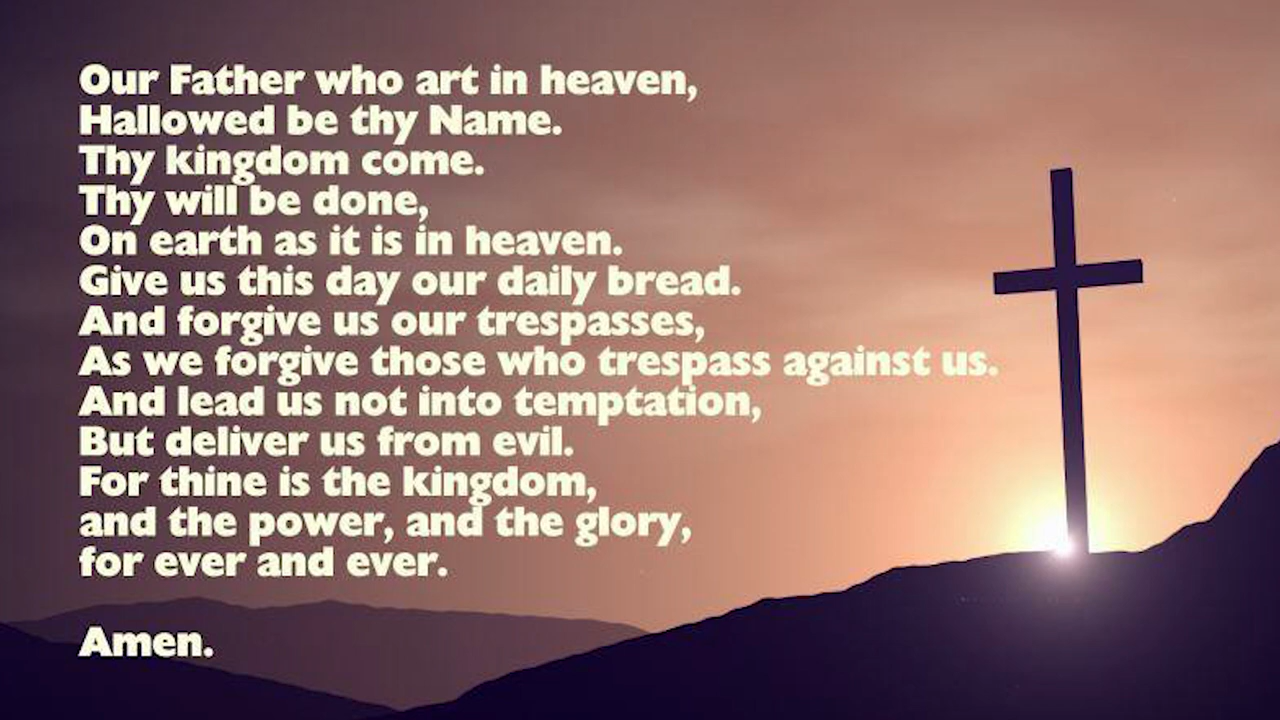 Our Father who art in heaven,
Hallowed be thy Name.
Thy kingdom come.
Thy will be done,
On earth as it is in heaven.
Give us this day our daily bread.
And forgive us our trespasses,
As we forgive those who trespass against us.
And lead us not into temptation,
But deliver us from evil.
For thine is the kingdom,
and the power, and the glory,
for ever and ever.
Amen.